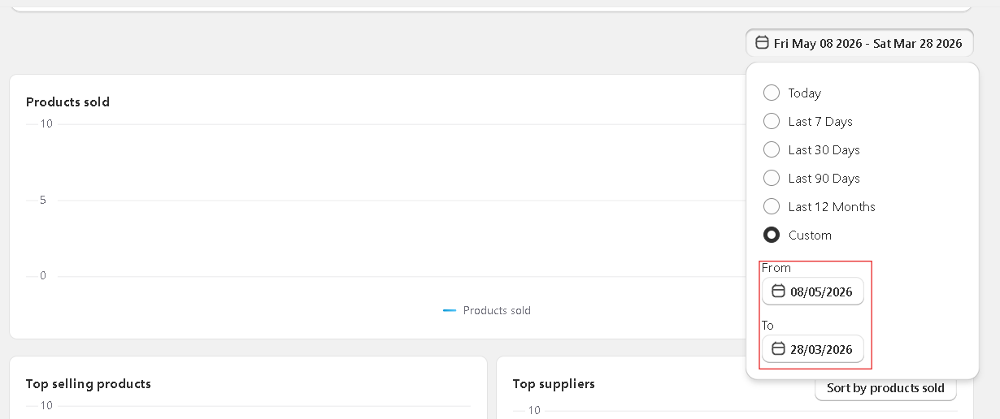 Fri May 08 2026 - Sat Mar 28 2026
Today
Last 7 Days
Last 30 Days
Last 90 Days
Last 12 Months
Custom
From
08/05/2026
To
28/03/2026
Products sold
10
5
0
Products sold
Top selling products
10
Top suppliers
Sort by products sold
10